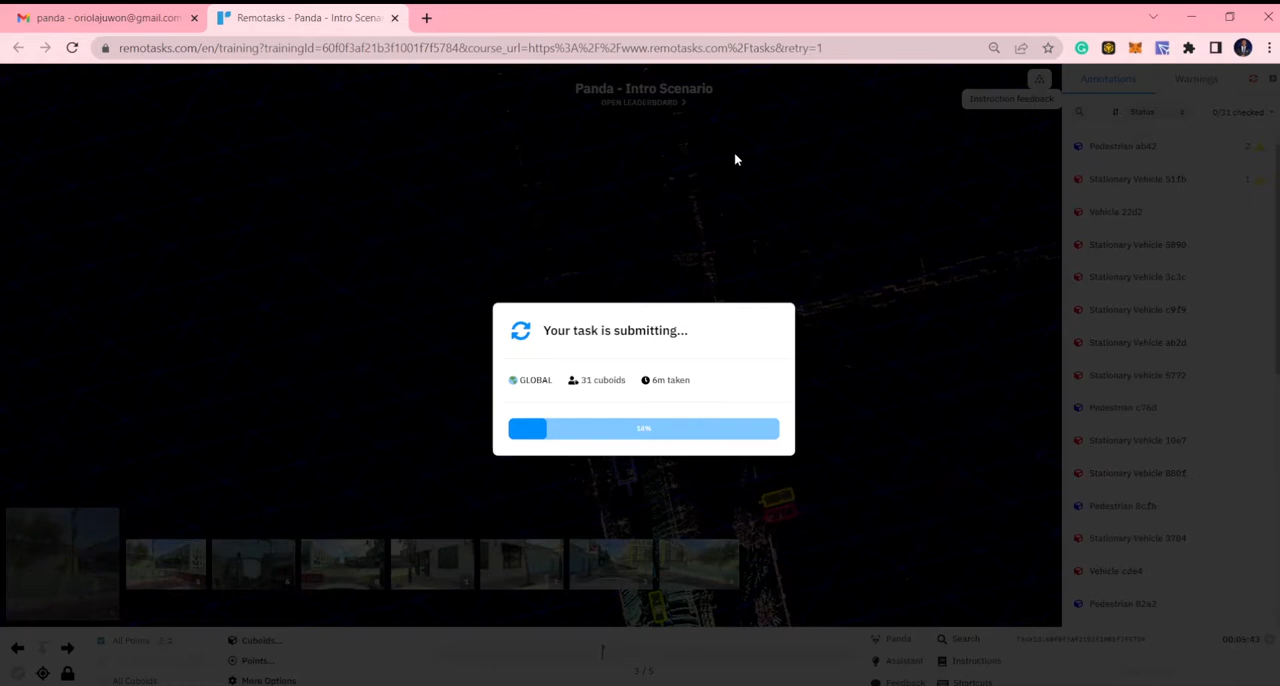 panda - oriolajuwon@gmail.com
Remotasks - Panda - Intro Scena
remotasks.com/en/training?trainingId=60f0f3af21b3f1001f7f5784&course_url=https%3A%2F%2Fwww.remotasks.com%2Ftasks&retry=1
Panda - Intro Scenario
OPEN LEADERBOARD
Instruction feedback
Annotations Warnings
Status 0/31 checked
Pedestrian ab42 2
Stationary Vehicle 51fb 1
Vehicle 22d2
Stationary Vehicle 5890
Stationary Vehicle 3c3c
Stationary Vehicle c9f9
Stationary Vehicle ab2d
Stationary Vehicle 5772
Pedestrian c76d
Stationary Vehicle 10e7
Stationary Vehicle 880f
Pedestrian 8cfb
Stationary Vehicle 3784
Vehicle cde4
Pedestrian 82a2
Your task is submitting...
GLOBAL 31 cuboids 6m taken
14%
All Points
Cuboids...
Points...
All Cuboids
More Options
3 / 5
Panda Search
Assistant Instructions
Feedback Shortcuts
00:06:43